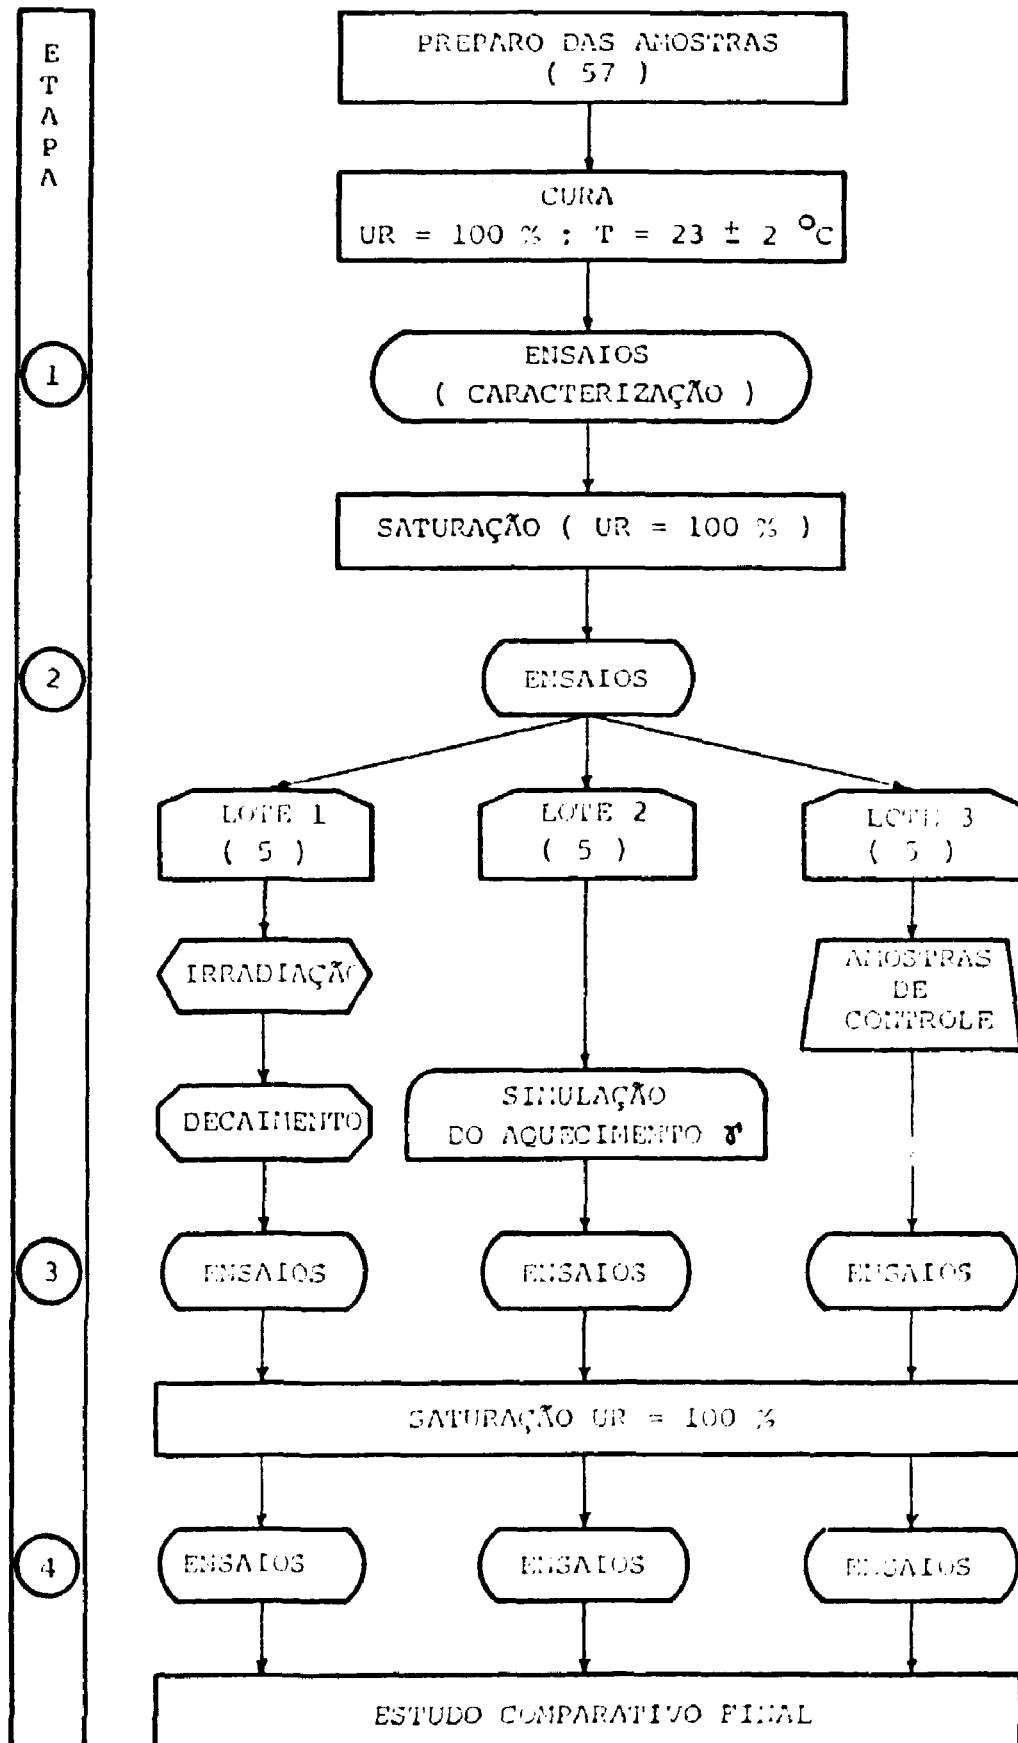 ETAPA
PREPARO DAS AMOSTRAS
( 57 )
CURA
UR = 100 % ; T = 23 ± 2 °C
1
ENSAIOS
( CARACTERIZAÇÃO )
SATURAÇÃO ( UR = 100 % )
2
ENSAIOS
LOTE 1
( 5 )
LOTE 2
( 5 )
LOTE 3
( 5 )
IRRADIAÇÃO
AMOSTRAS
DE
CONTROLE
DECAIMENTO
SIMULAÇÃO
DO AQUECIMENTO γ
3
ENSAIOS
ENSAIOS
ENSAIOS
SATURAÇÃO UR = 100 %
4
ENSAIOS
ENSAIOS
ENSAIOS
ESTUDO COMPARATIVO FINAL